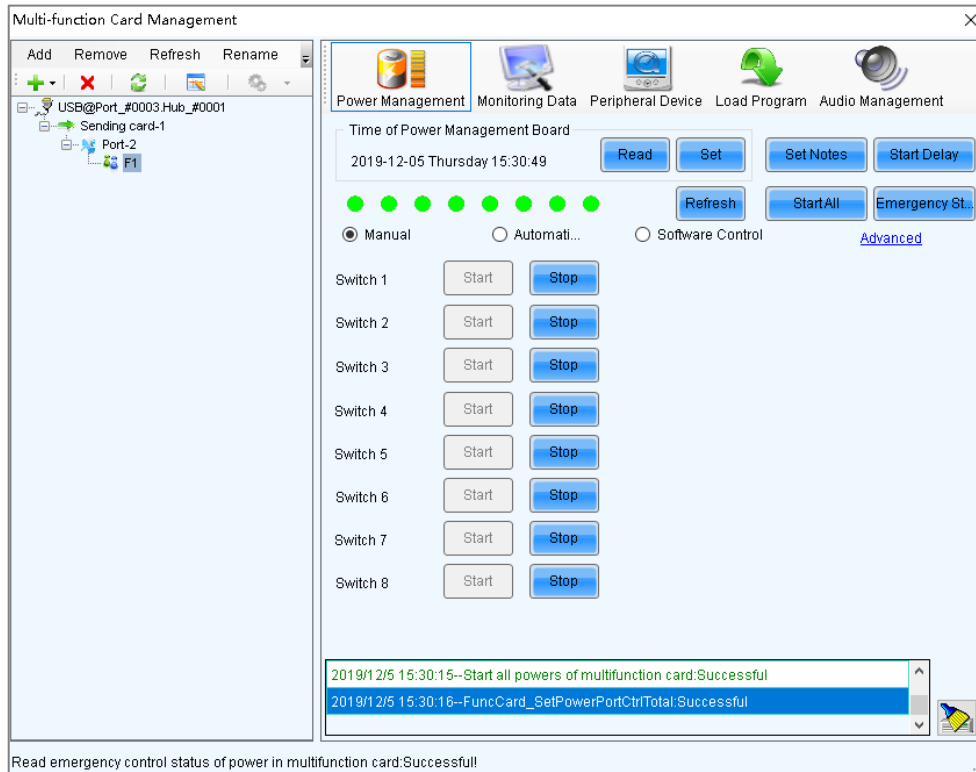 Multi-function Card Management
Add Remove Refresh Rename
USB@Port_#0003.Hub_#0001
Sending card-1
Port-2
F1
Power Management Monitoring Data Peripheral Device Load Program Audio Management
Time of Power Management Board
2019-12-05 Thursday 15:30:49 Read Set Set Notes Start Delay
Refresh Start All Emergency St...
Manual Automati... Software Control Advanced
Switch 1 Start Stop
Switch 2 Start Stop
Switch 3 Start Stop
Switch 4 Start Stop
Switch 5 Start Stop
Switch 6 Start Stop
Switch 7 Start Stop
Switch 8 Start Stop
2019/12/5 15:30:15--Start all powers of multifunction card:Successful
2019/12/5 15:30:16--FuncCard_SetPowerPortCtrlTotal:Successful
Read emergency control status of power in multifunction card:Successful!